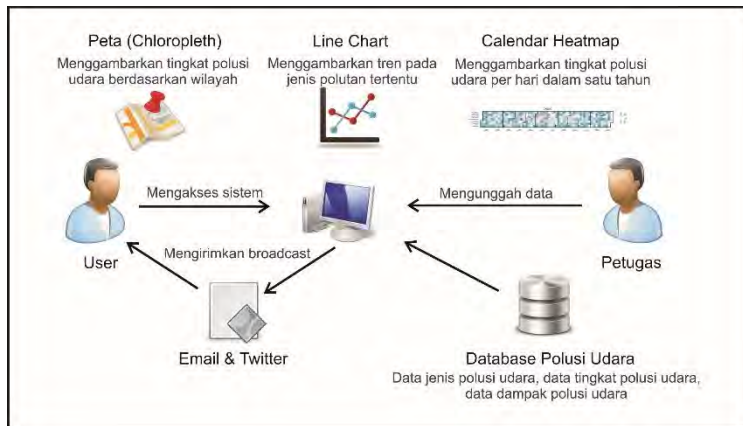 Peta (Chloropleth)
Menggambarkan tingkat polusi
udara berdasarkan wilayah
Line Chart
Menggambarkan tren pada
jenis polutan tertentu
Calendar Heatmap
Menggambarkan tingkat polusi
udara per hari dalam satu tahun
Mengakses sistem
Mengunggah data
User
Mengirimkan broadcast
Petugas
Email & Twitter
Database Polusi Udara
Data jenis polusi udara, data tingkat polusi udara,
data dampak polusi udara